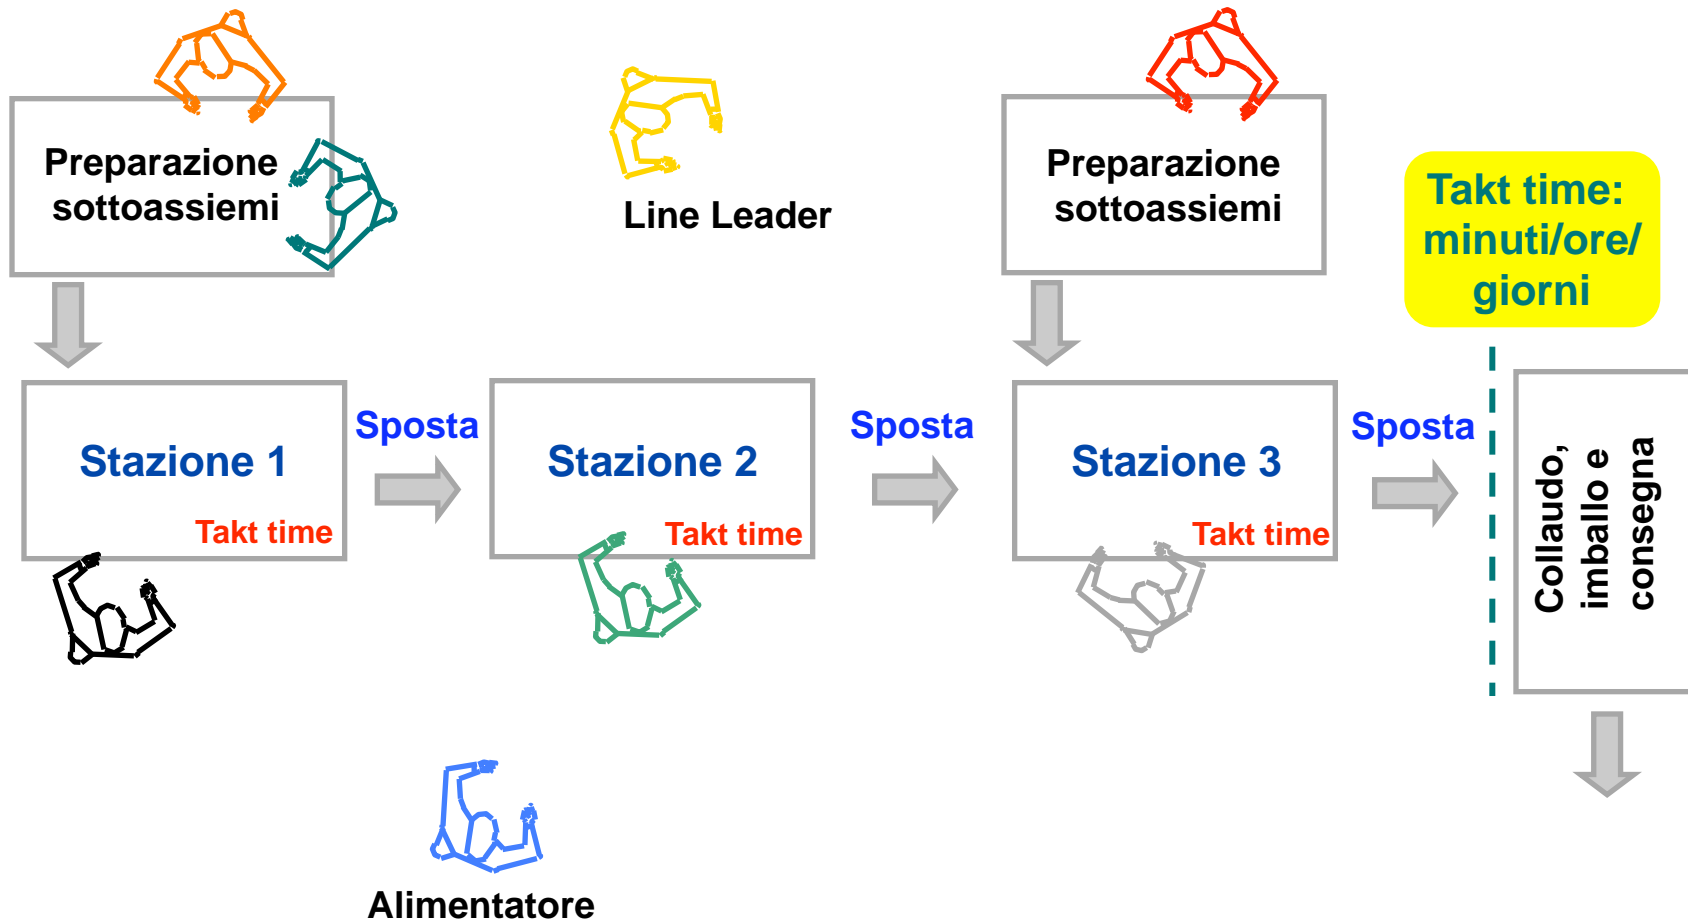 Preparazione
sottoassiemi
Line Leader
Preparazione
sottoassiemi
Takt time:
minuti/ore/
giorni
Stazione 1
Takt time
Sposta
Stazione 2
Takt time
Sposta
Stazione 3
Takt time
Sposta
Collaudo,
imballo e
consegna
Alimentatore